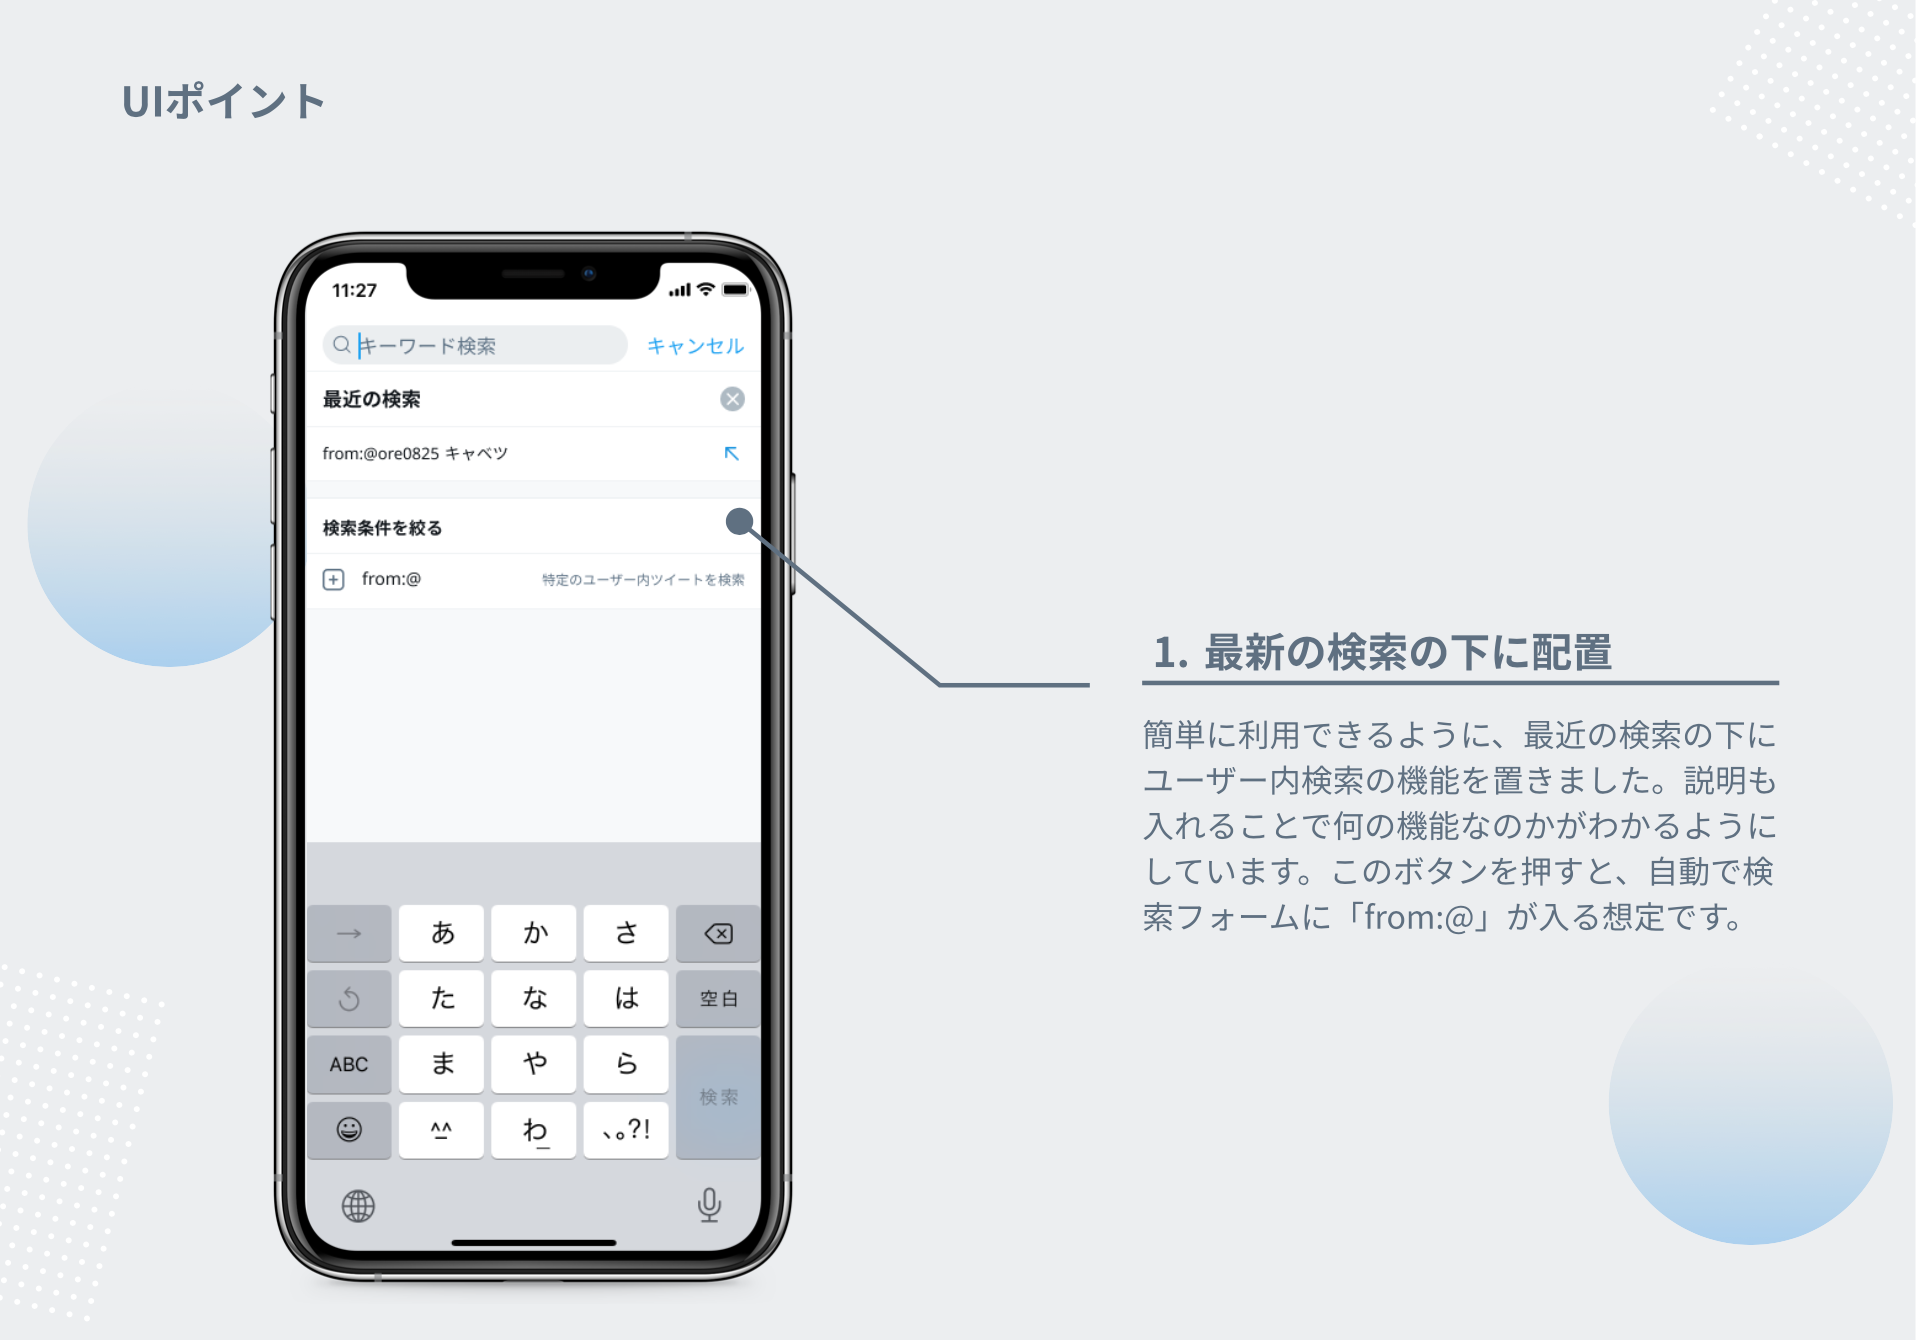 UIポイント
11:27
キーワード検索 キャンセル
最近の検索
from:@ore0825 キャベツ
検索条件を絞る
from:@ 特定のユーザー内ツイートを検索
1. 最新の検索の下に配置
簡単に利用できるように、最近の検索の下に
ユーザー内検索の機能を置きました。説明も
入れることで何の機能なのかがわかるように
しています。このボタンを押すと、自動で検
索フォームに「from:@」が入る想定です。
→ あ か さ
た な は 空白
ABC ま や ら
検索
^^ わ 、。?!